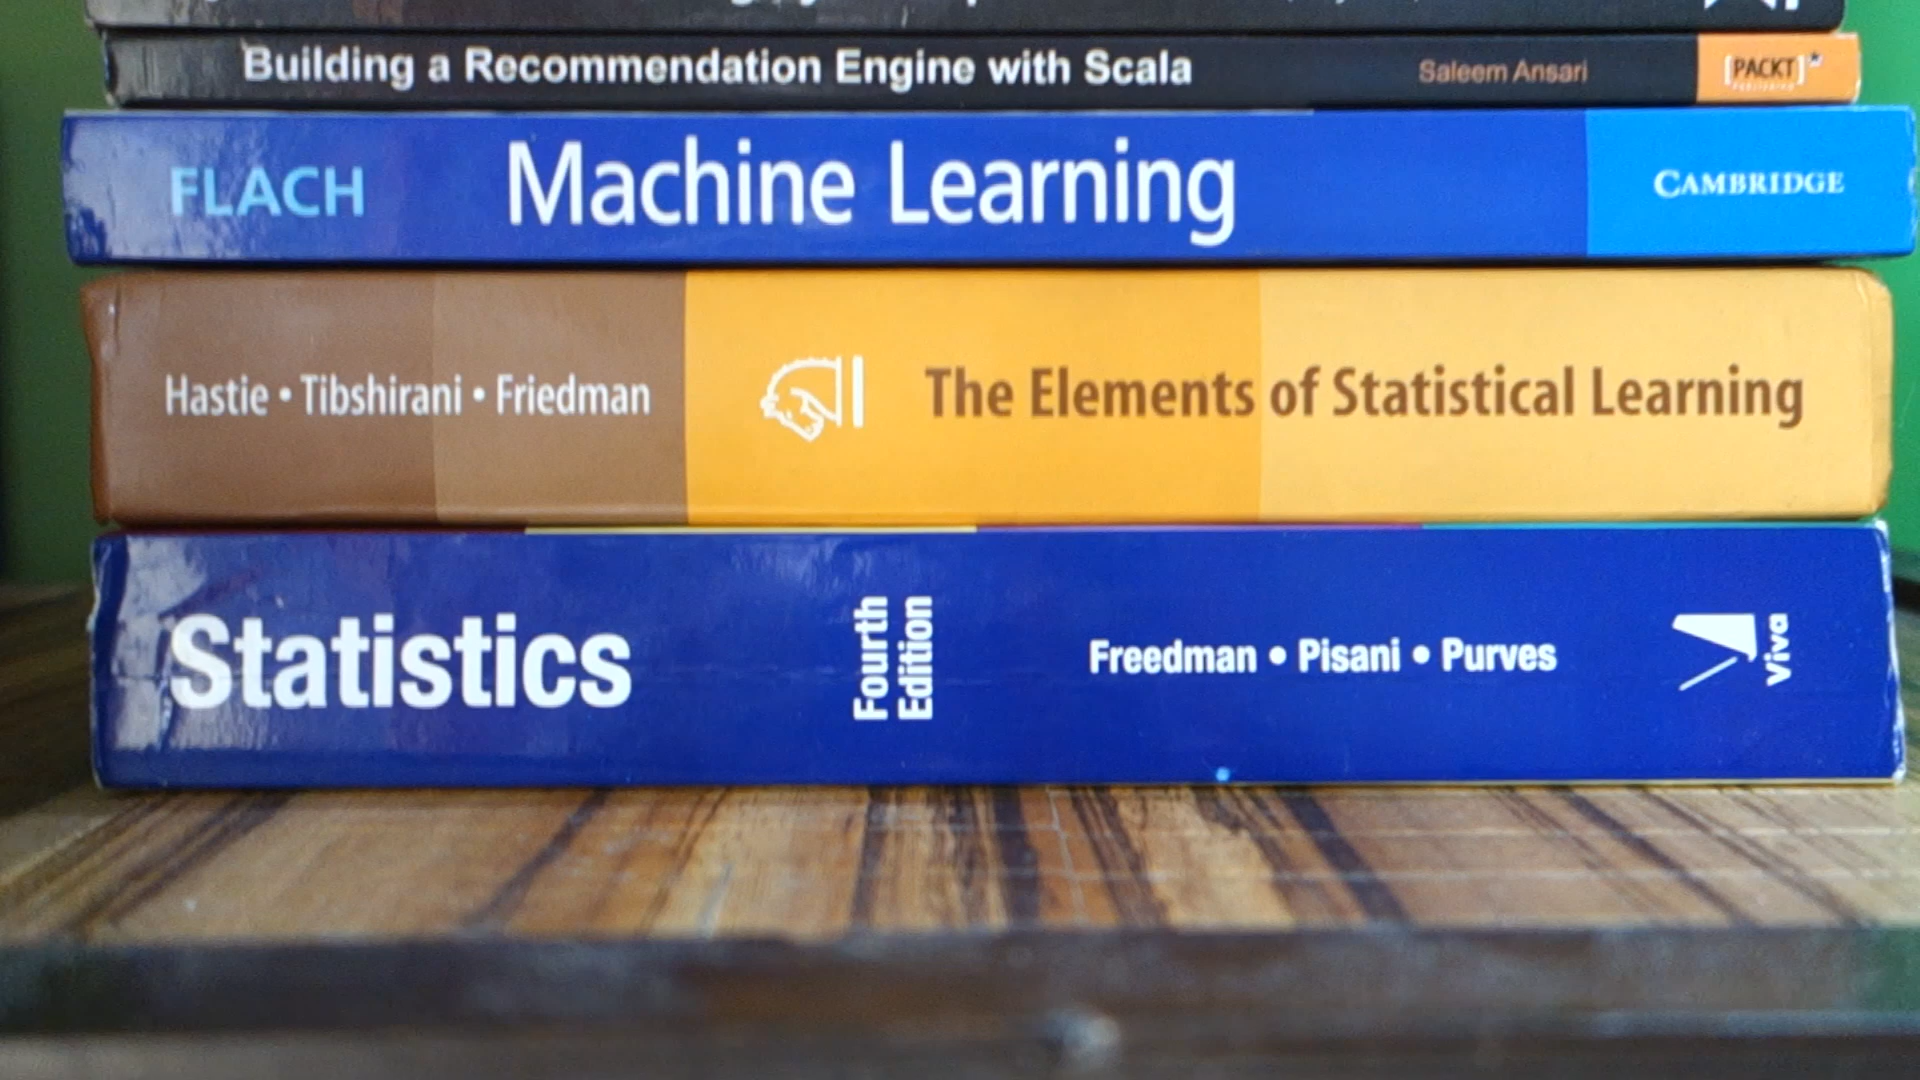 Building a Recommendation Engine with Scala Saleem Ansari [PACKT]
FLACH Machine Learning CAMBRIDGE
Hastie • Tibshirani • Friedman The Elements of Statistical Learning
Statistics Fourth Edition Freedman • Pisani • Purves Viva